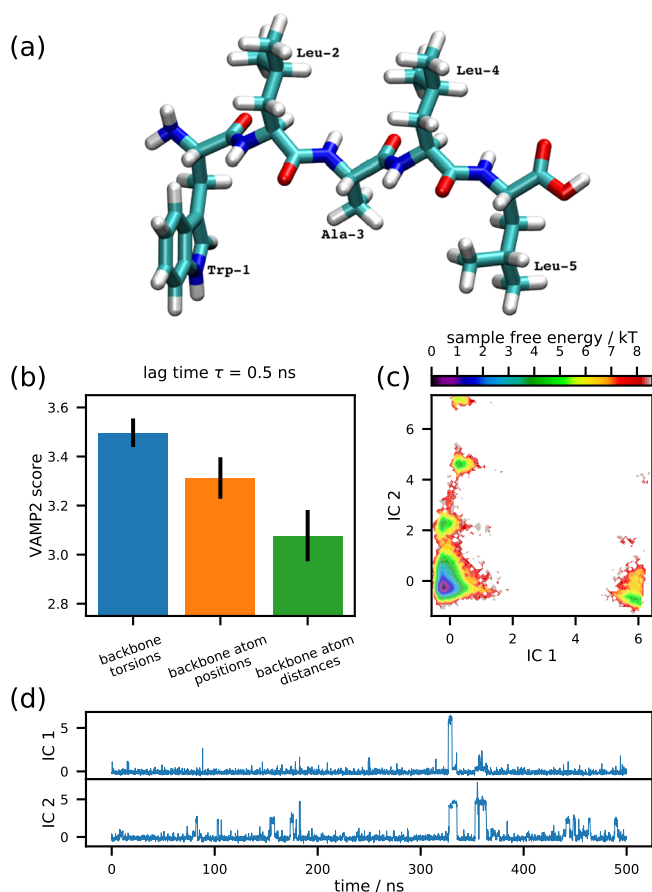 (a)
Leu-2
Leu-4
Ala-3
Trp-1
Leu-5
(b)
lag time τ = 0.5 ns
VAMP2 score
3.6
3.4
3.2
3.0
2.8
backbone
torsions
backbone atom
positions
backbone atom
distances
(c)
sample free energy / kT
0 1 2 3 4 5 6 7 8
IC 2
6
4
2
0
0 2 4 6
IC 1
(d)
IC 1
5
0
IC 2
5
0
0 100 200 300 400 500
time / ns